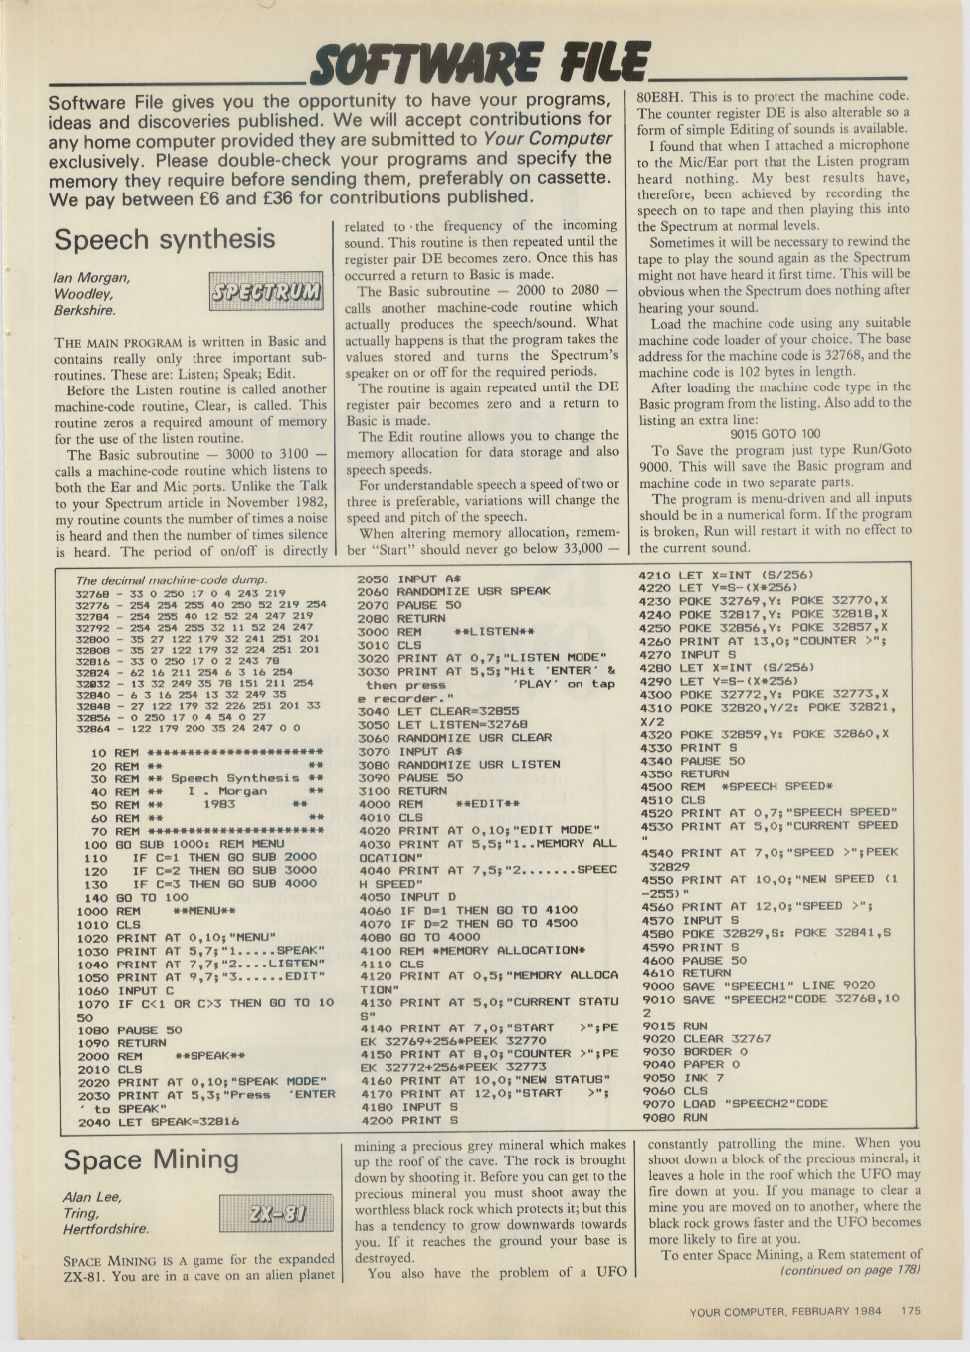 SOFTWARE FILE
Software File gives you the opportunity to have your programs,
ideas and discoveries published. We will accept contributions for
any home computer provided they are submitted to Your Computer
exclusively. Please double-check your programs and specify the
memory they require before sending them, preferably on cassette.
We pay between £6 and £36 for contributions published.
Speech synthesis
Ian Morgan,
Woodley,
Berkshire.
SPECTRUM
THE MAIN PROGRAM is written in Basic and
contains really only three important sub-
routines. These are: Listen; Speak; Edit.
Before the Listen routine is called another
machine-code routine, Clear, is called. This
routine zeros a required amount of memory
for the use of the listen routine.
The Basic subroutine — 3000 to 3100 —
calls a machine-code routine which listens to
both the Ear and Mic ports. Unlike the Talk
to your Spectrum article in November 1982,
my routine counts the number of times a noise
is heard and then the number of times silence
is heard. The period of on/off is directly
related to the frequency of the incoming
sound. This routine is then repeated until the
register pair DE becomes zero. Once this has
occurred a return to Basic is made.
The Basic subroutine — 2000 to 2080 —
calls another machine-code routine which
actually produces the speech/sound. What
actually happens is that the program takes the
values stored and turns the Spectrum's
speaker on or off for the required periods.
The routine is again repeated until the DE
register pair becomes zero and a return to
Basic is made.
The Edit routine allows you to change the
memory allocation for data storage and also
speech speeds.
For understandable speech a speed of two or
three is preferable, variations will change the
speed and pitch of the speech.
When altering memory allocation, remem-
ber "Start" should never go below 33,000 —
80E8H. This is to protect the machine code.
The counter register DE is also alterable so a
form of simple Editing of sounds is available.
I found that when I attached a microphone
to the Mic/Ear port that the Listen program
heard nothing. My best results have,
therefore, been achieved by recording the
speech on to tape and then playing this into
the Spectrum at normal levels.
Sometimes it will be necessary to rewind the
tape to play the sound again as the Spectrum
might not have heard it first time. This will be
obvious when the Spectrum does nothing after
hearing your sound.
Load the machine code using any suitable
machine code loader of your choice. The base
address for the machine code is 32768, and the
machine code is 102 bytes in length.
After loading the machine code type in the
Basic program from the listing. Also add to the
listing an extra line:
9015 GOTO 100
To Save the program just type Run/Goto
9000. This will save the Basic program and
machine code in two separate parts.
The program is menu-driven and all inputs
should be in a numerical form. If the program
is broken, Run will restart it with no effect to
the current sound.
The decimal machine-code dump.
32768 - 33 0 250 17 0 4 243 219
32776 - 254 254 255 40 250 52 219 254
32784 - 254 255 40 12 52 24 247 219
32792 - 254 254 255 32 11 52 24 247
32800 - 35 27 122 179 32 241 251 201
32808 - 35 27 122 179 32 224 251 201
32816 - 33 0 250 17 0 2 243 78
32824 - 62 16 211 254 6 3 16 254
32832 - 13 32 249 35 78 151 211 254
32840 - 6 3 16 254 13 32 249 35
32848 - 27 122 179 32 226 251 201 33
32856 - 0 250 17 0 4 54 0 27
32864 - 122 179 200 35 24 247 0 0
10 REM **********************
20 REM ** **
30 REM ** Speech Synthesis **
40 REM ** I . Morgan **
50 REM ** 1983 **
60 REM ** **
70 REM **********************
100 GO SUB 1000: REM MENU
110 IF C=1 THEN GO SUB 2000
120 IF C=2 THEN GO SUB 3000
130 IF C=3 THEN GO SUB 4000
140 GO TO 100
1000 REM **MENU**
1010 CLS
1020 PRINT AT 0,10;"MENU"
1030 PRINT AT 5,7;"1.....SPEAK"
1040 PRINT AT 7,7;"2....LISTEN"
1050 PRINT AT 9,7;"3......EDIT"
1060 INPUT C
1070 IF C<1 OR C>3 THEN GO TO 10
50
1080 PAUSE 50
1090 RETURN
2000 REM **SPEAK**
2010 CLS
2020 PRINT AT 0,10;"SPEAK MODE"
2030 PRINT AT 5,3;"Press 'ENTER
' to SPEAK"
2040 LET SPEAK=32816
2050 INPUT A$
2060 RANDOMIZE USR SPEAK
2070 PAUSE 50
2080 RETURN
3000 REM **LISTEN**
3010 CLS
3020 PRINT AT 0,7;"LISTEN MODE"
3030 PRINT AT 5,5;"Hit 'ENTER' &
then press 'PLAY' on tap
e recorder."
3040 LET CLEAR=32855
3050 LET LISTEN=32768
3060 RANDOMIZE USR CLEAR
3070 INPUT A$
3080 RANDOMIZE USR LISTEN
3090 PAUSE 50
3100 RETURN
4000 REM **EDIT**
4010 CLS
4020 PRINT AT 0,10;"EDIT MODE"
4030 PRINT AT 5,5;"1..MEMORY ALL
OCATION"
4040 PRINT AT 7,5;"2.......SPEEC
H SPEED"
4050 INPUT D
4060 IF D=1 THEN GO TO 4100
4070 IF D=2 THEN GO TO 4500
4080 GO TO 4000
4100 REM *MEMORY ALLOCATION*
4110 CLS
4120 PRINT AT 0,5;"MEMORY ALLOCA
TION"
4130 PRINT AT 5,0;"CURRENT STATU
S"
4140 PRINT AT 7,0;"START >";PE
EK 32769+256*PEEK 32770
4150 PRINT AT 8,0;"COUNTER >";PE
EK 32772+256*PEEK 32773
4160 PRINT AT 10,0;"NEW STATUS"
4170 PRINT AT 12,0;"START >";
4180 INPUT S
4200 PRINT S
4210 LET X=INT (S/256)
4220 LET Y=S-(X*256)
4230 POKE 32769,Y: POKE 32770,X
4240 POKE 32817,Y: POKE 32818,X
4250 POKE 32856,Y: POKE 32857,X
4260 PRINT AT 13,0;"COUNTER >";
4270 INPUT S
4280 LET X=INT (S/256)
4290 LET Y=S-(X*256)
4300 POKE 32772,Y: POKE 32773,X
4310 POKE 32820,Y/2: POKE 32821,
X/2
4320 POKE 32859,Y: POKE 32860,X
4330 PRINT S
4340 PAUSE 50
4350 RETURN
4500 REM *SPEECH SPEED*
4510 CLS
4520 PRINT AT 0,7;"SPEECH SPEED"
4530 PRINT AT 5,0;"CURRENT SPEED
"
4540 PRINT AT 7,0;"SPEED >";PEEK
32829
4550 PRINT AT 10,0;"NEW SPEED (1
-255)"
4560 PRINT AT 12,0;"SPEED >";
4570 INPUT S
4580 POKE 32829,S: POKE 32841,S
4590 PRINT S
4600 PAUSE 50
4610 RETURN
9000 SAVE "SPEECH1" LINE 9020
9010 SAVE "SPEECH2"CODE 32768,10
2
9015 RUN
9020 CLEAR 32767
9030 BORDER 0
9040 PAPER 0
9050 INK 7
9060 CLS
9070 LOAD "SPEECH2"CODE
9080 RUN
Space Mining
Alan Lee,
Tring,
Hertfordshire.
ZX-81
SPACE MINING IS A game for the expanded
ZX-81. You are in a cave on an alien planet
mining a precious grey mineral which makes
up the roof of the cave. The rock is brought
down by shooting it. Before you can get to the
precious mineral you must shoot away the
worthless black rock which protects it; but this
has a tendency to grow downwards towards
you. If it reaches the ground your base is
destroyed.
You also have the problem of a UFO
constantly patrolling the mine. When you
shoot down a block of the precious mineral, it
leaves a hole in the roof which the UFO may
fire down at you. If you manage to clear a
mine you are moved on to another, where the
black rock grows faster and the UFO becomes
more likely to fire at you.
To enter Space Mining, a Rem statement of
(continued on page 178)
YOUR COMPUTER, FEBRUARY 1984 175